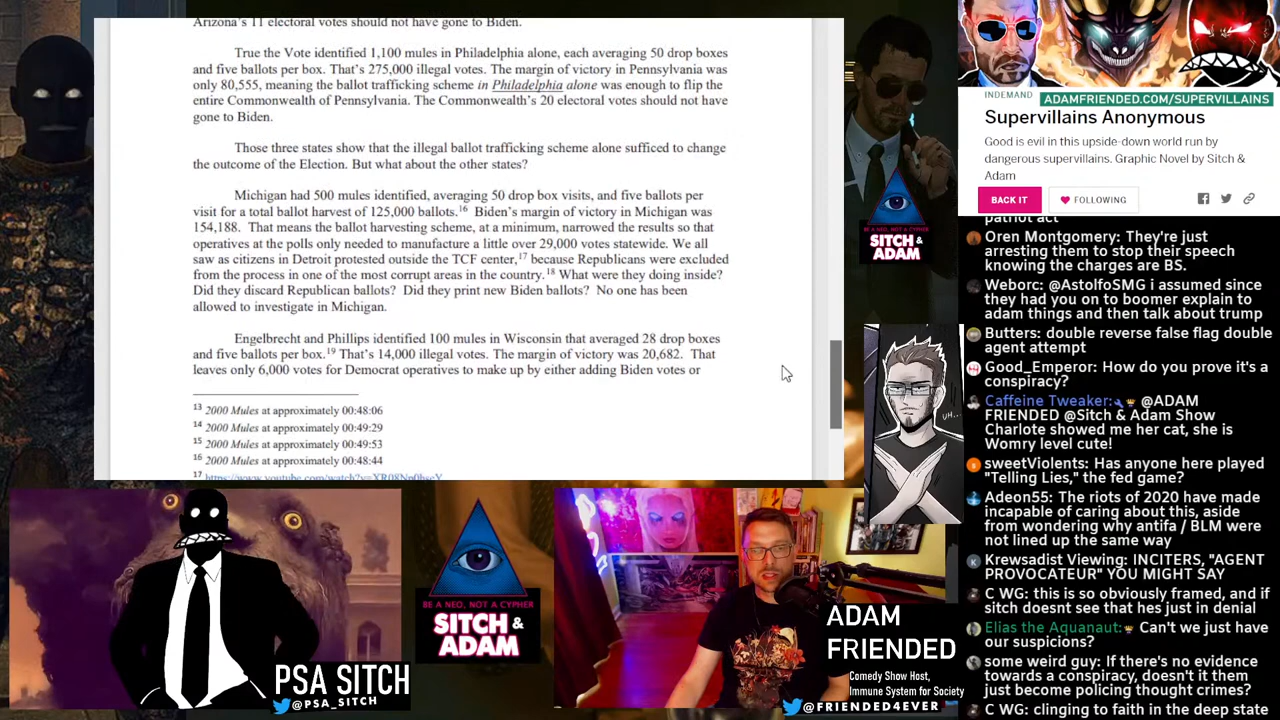 Arizona's 11 electoral votes should not have gone to Biden.
True the Vote identified 1,100 mules in Philadelphia alone, each averaging 50 drop boxes
and five ballots per box. That's 275,000 illegal votes. The margin of victory in Pennsylvania was
only 80,555, meaning the ballot trafficking scheme in Philadelphia alone was enough to flip the
entire Commonwealth of Pennsylvania. The Commonwealth's 20 electoral votes should not have
gone to Biden.
Those three states show that the illegal ballot trafficking scheme alone sufficed to change
the outcome of the Election. But what about the other states?
Michigan had 500 mules identified, averaging 50 drop box visits, and five ballots per
visit for a total ballot harvest of 125,000 ballots.16 Biden's margin of victory in Michigan was
154,188. That means the ballot harvesting scheme, at a minimum, narrowed the results so that
operatives at the polls only needed to manufacture a little over 29,000 votes statewide. We all
saw as citizens in Detroit protested outside the TCF center,17 because Republicans were excluded
from the process in one of the most corrupt areas in the country.18 What were they doing inside?
Did they discard Republican ballots? Did they print new Biden ballots? No one has been
allowed to investigate in Michigan.
Engelbrecht and Phillips identified 100 mules in Wisconsin that averaged 28 drop boxes
and five ballots per box.19 That's 14,000 illegal votes. The margin of victory was 20,682. That
leaves only 6,000 votes for Democrat operatives to make up by either adding Biden votes or
13 2000 Mules at approximately 00:48:06
14 2000 Mules at approximately 00:49:29
15 2000 Mules at approximately 00:49:53
16 2000 Mules at approximately 00:48:44
17
BE A NEO, NOT A CYPHER
SITCH &
ADAM
UH..
INDEMAND
ADAMFRIENDED.COM/SUPERVILLAINS
Supervillains Anonymous
Good is evil in this upside-down world run by
dangerous supervillains. Graphic Novel by Sitch &
Adam
BACK IT
FOLLOWING
patriot act
Oren Montgomery: They're just
arresting them to stop their speech
knowing the charges are BS.
Weborc: @AstolfoSMG i assumed since
they had you on to boomer explain to
adam things and then talk about trump
Butters: double reverse false flag double
agent attempt
Good_Emperor: How do you prove it's a
conspiracy?
Caffeine Tweaker: @ADAM
FRIENDED @Sitch & Adam Show
Charlote showed me her cat, she is
Womry level cute!
sweetViolents: Has anyone here played
"Telling Lies," the fed game?
Adeon55: The riots of 2020 have made
incapable of caring about this, aside
from wondering why antifa / BLM were
not lined up the same way
Krewsadist Viewing: INCITERS, "AGENT
PROVOCATEUR" YOU MIGHT SAY
C WG: this is so obviously framed, and if
sitch doesnt see that hes just in denial
Elias the Aquanaut: Can't we just have
our suspicions?
some weird guy: If there's no evidence
towards a conspiracy, doesn't it them
just become policing thought crimes?
C WG: clinging to faith in the deep state
PSA SITCH
@PSA_SITCH
BE A NEO, NOT A CYPHER
SITCH &
ADAM
ADAM
FRIENDED
Comedy Show Host,
Immune System for Society
@FRIENDED4EVER